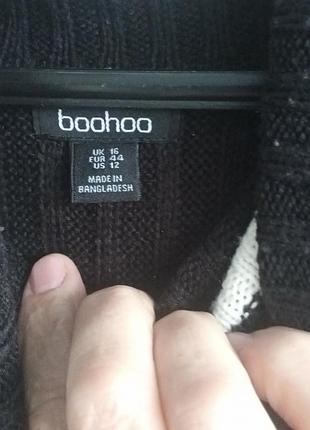 boohoo
UK 16
EUR 44
US 12
MADE IN
BANGLADESH